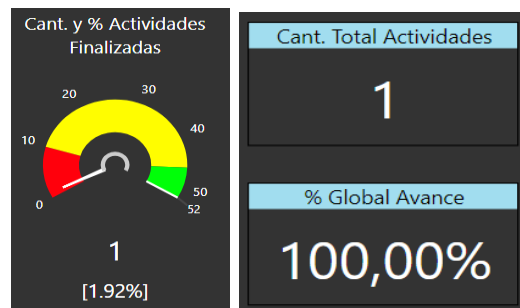 Cant. y % Actividades
Finalizadas
0
10
20
30
40
50
52
1
[1.92%]
Cant. Total Actividades
1
% Global Avance
100,00%